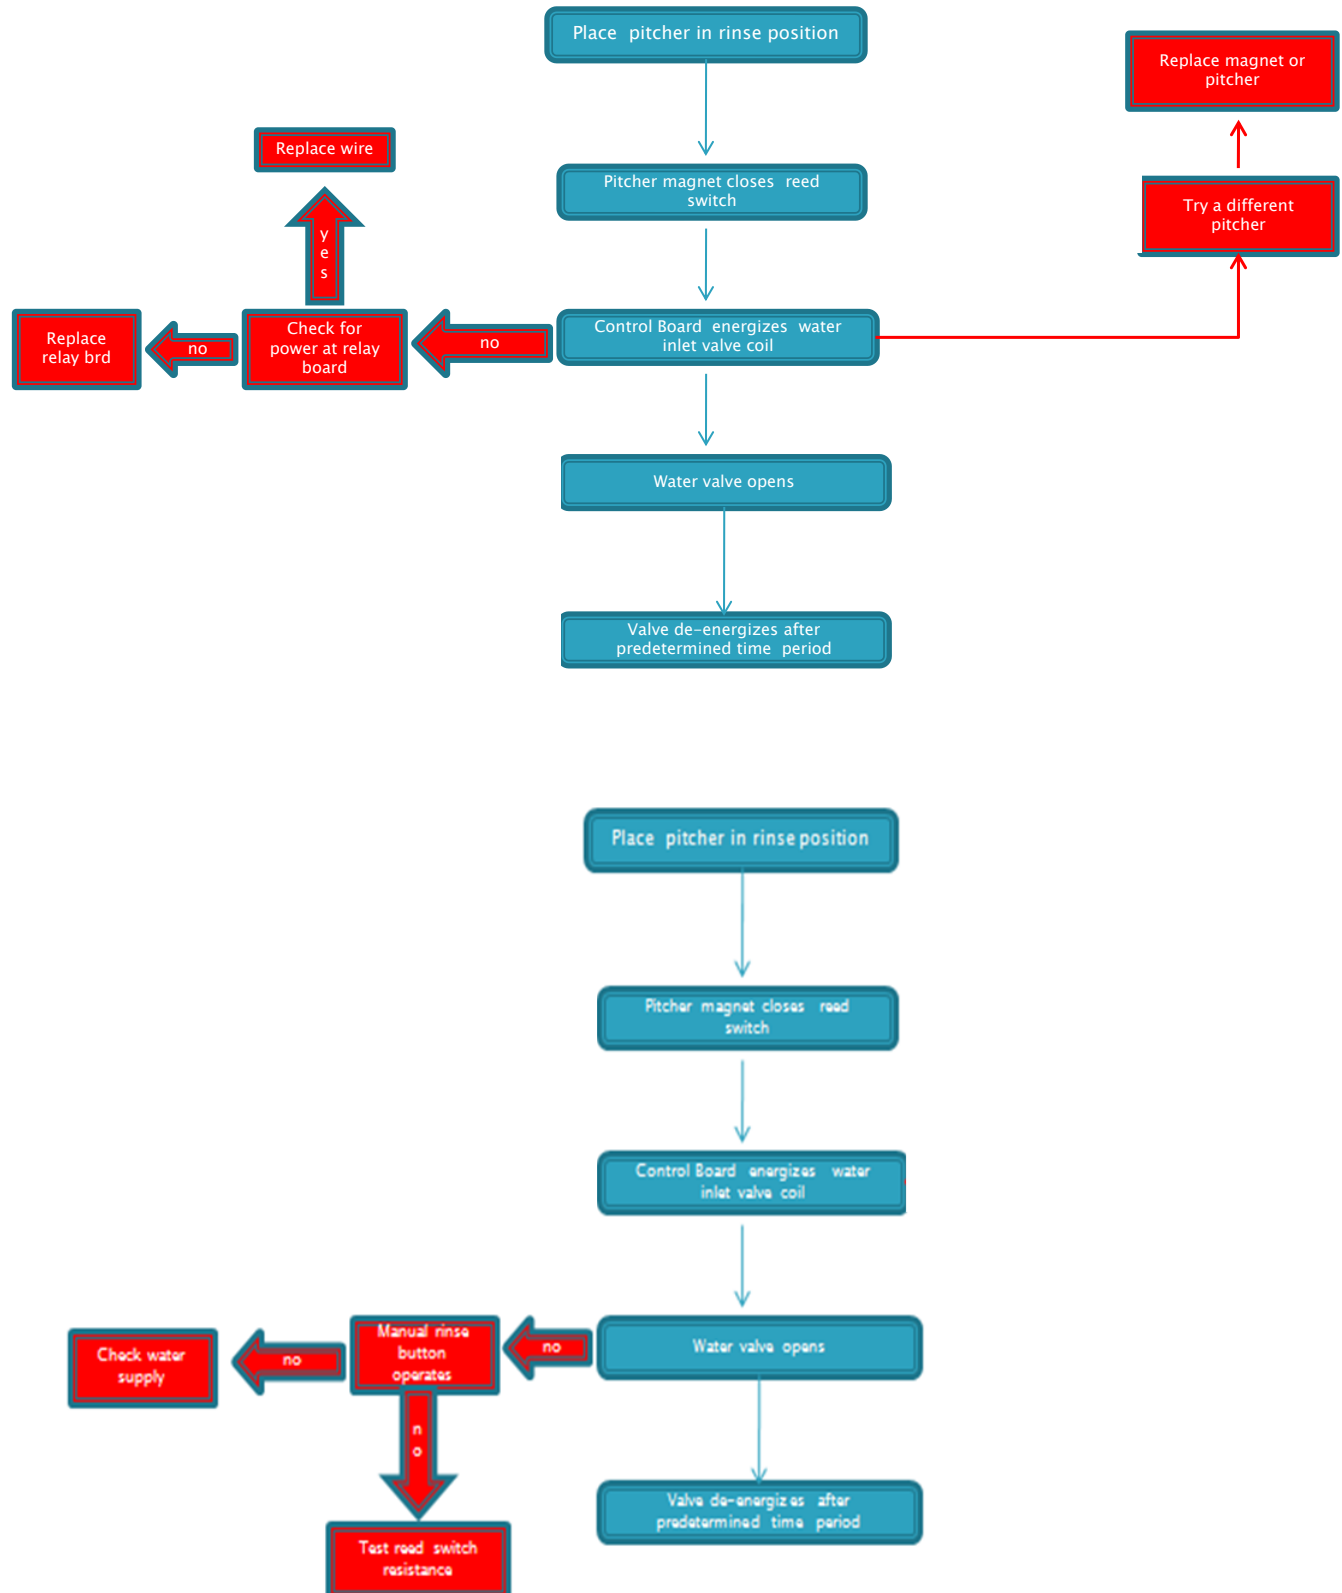 Place pitcher in rinse position
Replace magnet or
pitcher
Replace wire
Pitcher magnet closes reed
switch
Try a different
pitcher
y
e
s
Control Board energizes water
inlet valve coil
no
Check for
power at relay
board
no
Replace
relay brd
Water valve opens
Valve de-energizes after
predetermined time period
Place pitcher in rinse position
Pitcher magnet closes reed
switch
Control Board energizes water
inlet valve coil
Water valve opens
no
Manual rinse
button
operates
no
Check water
supply
n
o
Valve de-energizes after
predetermined time period
Test reed switch
resistance